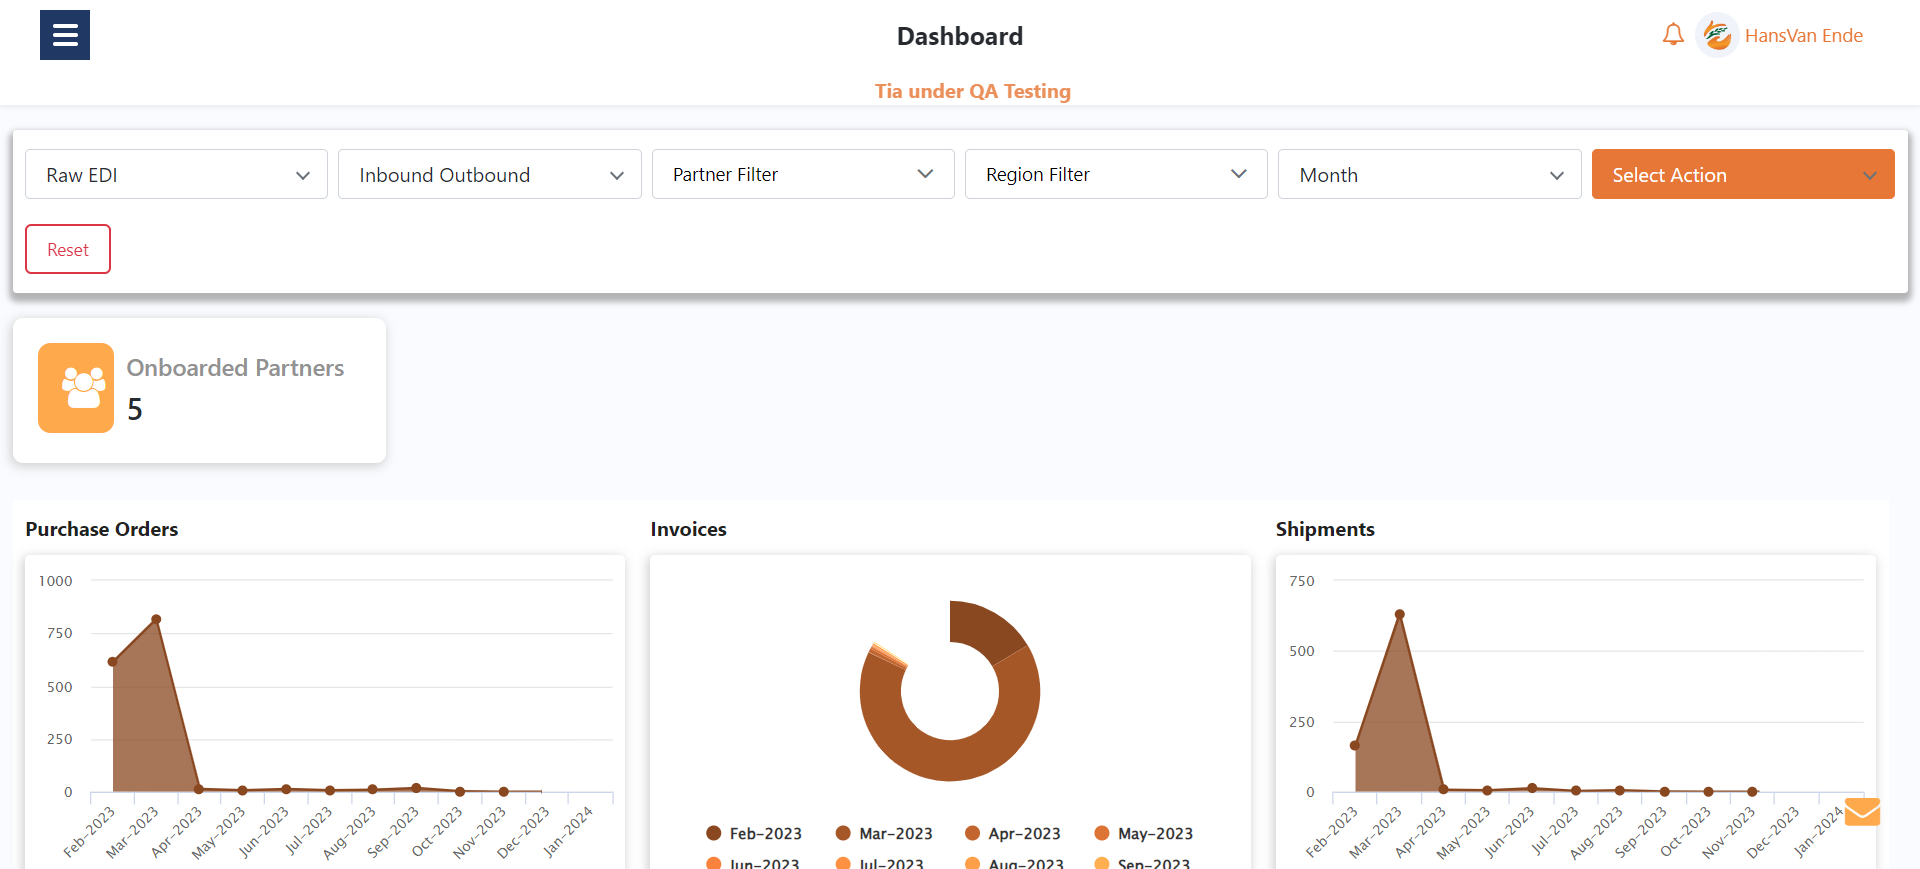 Dashboard
HansVan Ende
Tia under QA Testing
Raw EDI
Inbound Outbound
Partner Filter
Region Filter
Month
Select Action
Reset
Onboarded Partners
5
Purchase Orders
1000
750
500
250
0
Feb-2023
Mar-2023
Apr-2023
May-2023
Jun-2023
Jul-2023
Aug-2023
Sep-2023
Oct-2023
Nov-2023
Dec-2023
Jan-2024
Invoices
Feb-2023
Mar-2023
Apr-2023
May-2023
Jun-2023
Jul-2023
Aug-2023
Sep-2023
Shipments
750
500
250
0
Feb-2023
Mar-2023
Apr-2023
May-2023
Jun-2023
Jul-2023
Aug-2023
Sep-2023
Oct-2023
Nov-2023
Dec-2023
Jan-2024